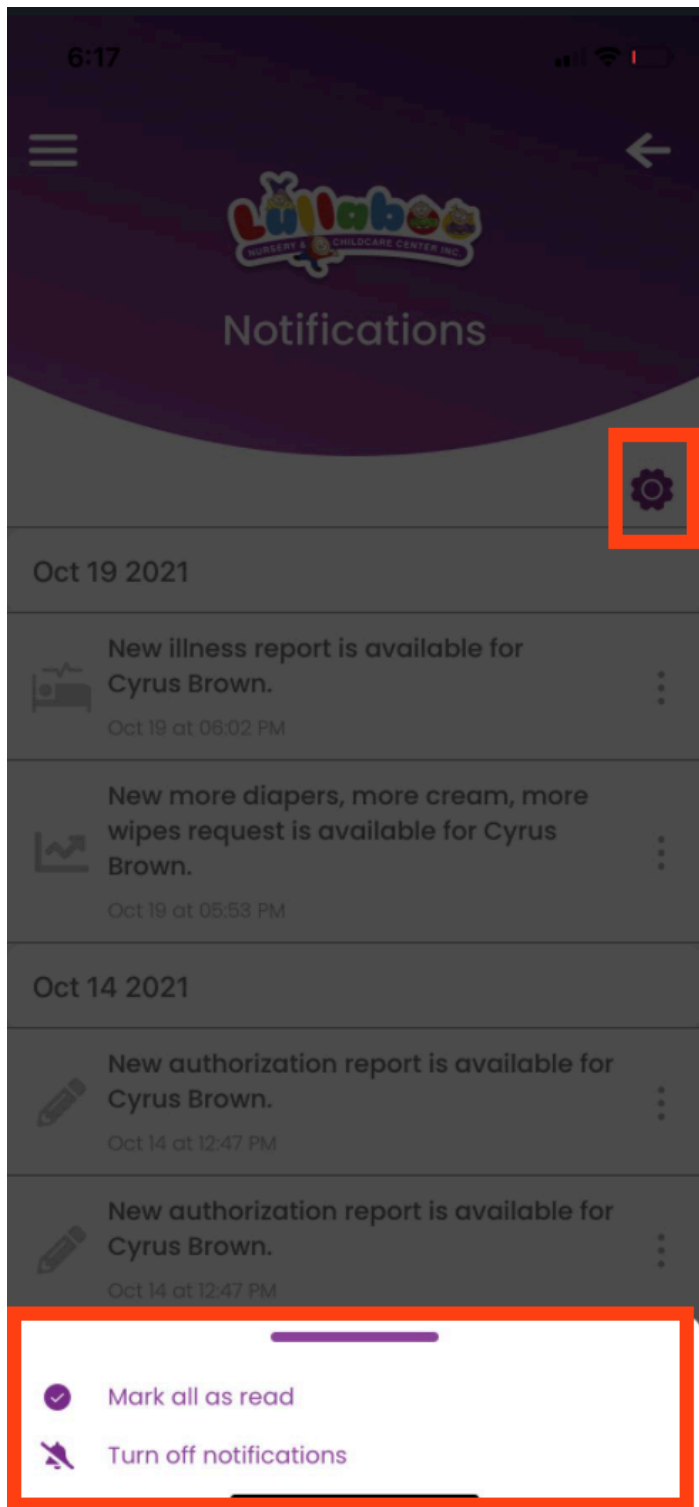 6:17
Lullaboo
NURSERY & CHILDCARE CENTER INC.
Notifications
Oct 19 2021
New illness report is available for
Cyrus Brown.
Oct 19 at 06:02 PM
New more diapers, more cream, more
wipes request is available for Cyrus
Brown.
Oct 19 at 05:53 PM
Oct 14 2021
New authorization report is available for
Cyrus Brown.
Oct 14 at 12:47 PM
New authorization report is available for
Cyrus Brown.
Oct 14 at 12:47 PM
Mark all as read
Turn off notifications